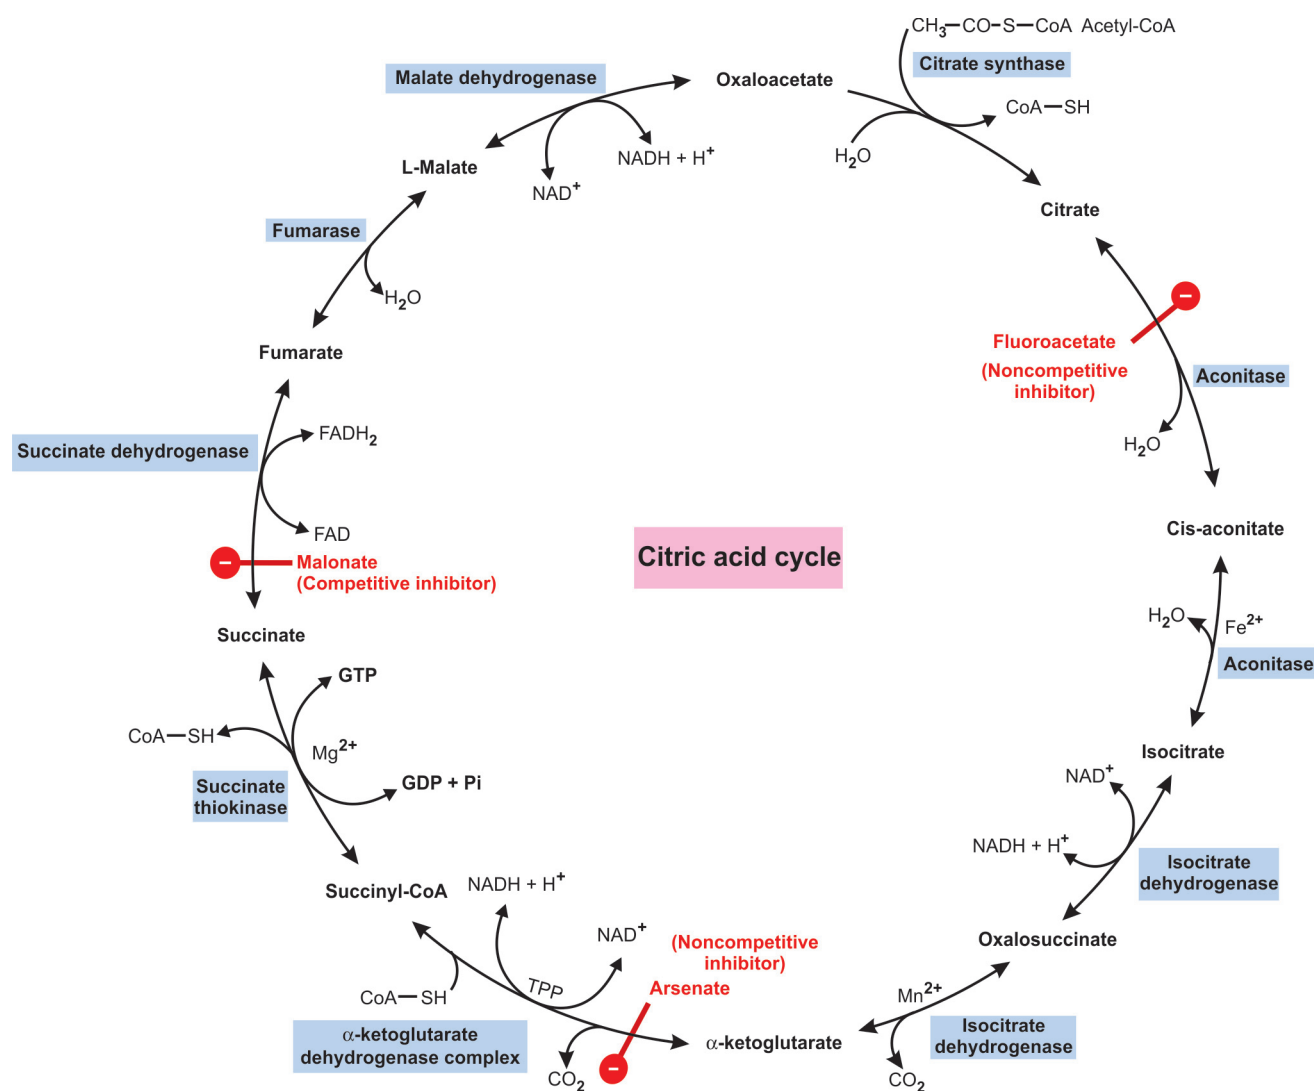 CH3—CO—S—CoA Acetyl-CoA
Citrate synthase
Malate dehydrogenase
Oxaloacetate
CoA—SH
H2O
NADH + H+
L-Malate
NAD+
Citrate
Fumarase
H2O
Fluoroacetate
(Noncompetitive
inhibitor)
Aconitase
H2O
Fumarate
FADH2
Succinate dehydrogenase
FAD
Malonate
(Competitive inhibitor)
Citric acid cycle
Cis-aconitate
H2O
Fe2+
Aconitase
Succinate
GTP
CoA—SH
Mg2+
GDP + Pi
Succinate
thiokinase
Isocitrate
NAD+
NADH + H+
Isocitrate
dehydrogenase
Succinyl-CoA
NADH + H+
NAD+
(Noncompetitive
inhibitor)
Arsenate
Oxalosuccinate
CoA—SH
TPP
Mn2+
α-ketoglutarate
dehydrogenase complex
CO2
α-ketoglutarate
Isocitrate
dehydrogenase
CO2